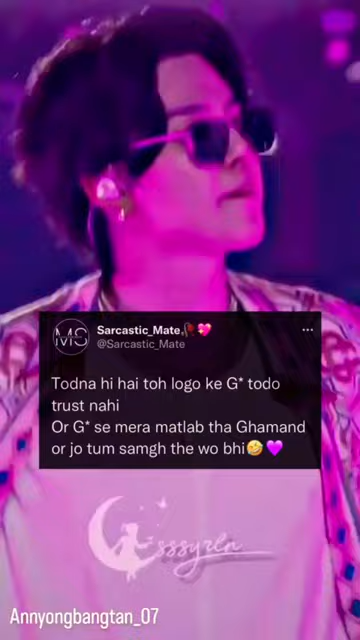 MS
Sarcastic_Mate🥀💖
@Sarcastic_Mate
Todna hi hai toh logo ke G* todo
trust nahi
Or G* se mera matlab tha Ghamand
or jo tum samgh the wo bhi🤣💜
Annyongbangtan_07